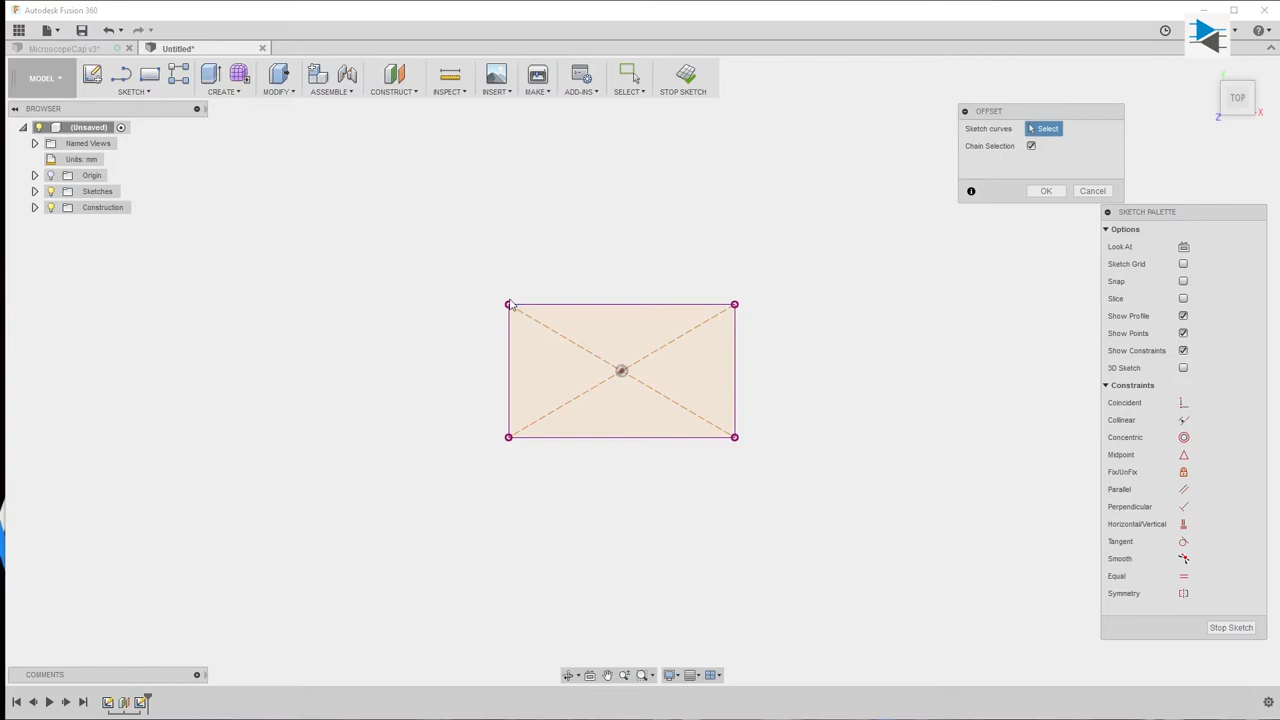 Autodesk Fusion 360
MicroscopeCap v3*
Untitled*
MODEL
SKETCH
CREATE
MODIFY
ASSEMBLE
CONSTRUCT
INSPECT
INSERT
MAKE
ADD-INS
SELECT
STOP SKETCH
TOP
X
Y
Z
BROWSER
(Unsaved)
Named Views
Units: mm
Origin
Sketches
Construction
OFFSET
Sketch curves Select
Chain Selection
OK Cancel
SKETCH PALETTE
Options
Look At
Sketch Grid
Snap
Slice
Show Profile
Show Points
Show Constraints
3D Sketch
Constraints
Coincident
Collinear
Concentric
Midpoint
Fix/UnFix
Parallel
Perpendicular
Horizontal/Vertical
Tangent
Smooth
Equal
Symmetry
Stop Sketch
COMMENTS